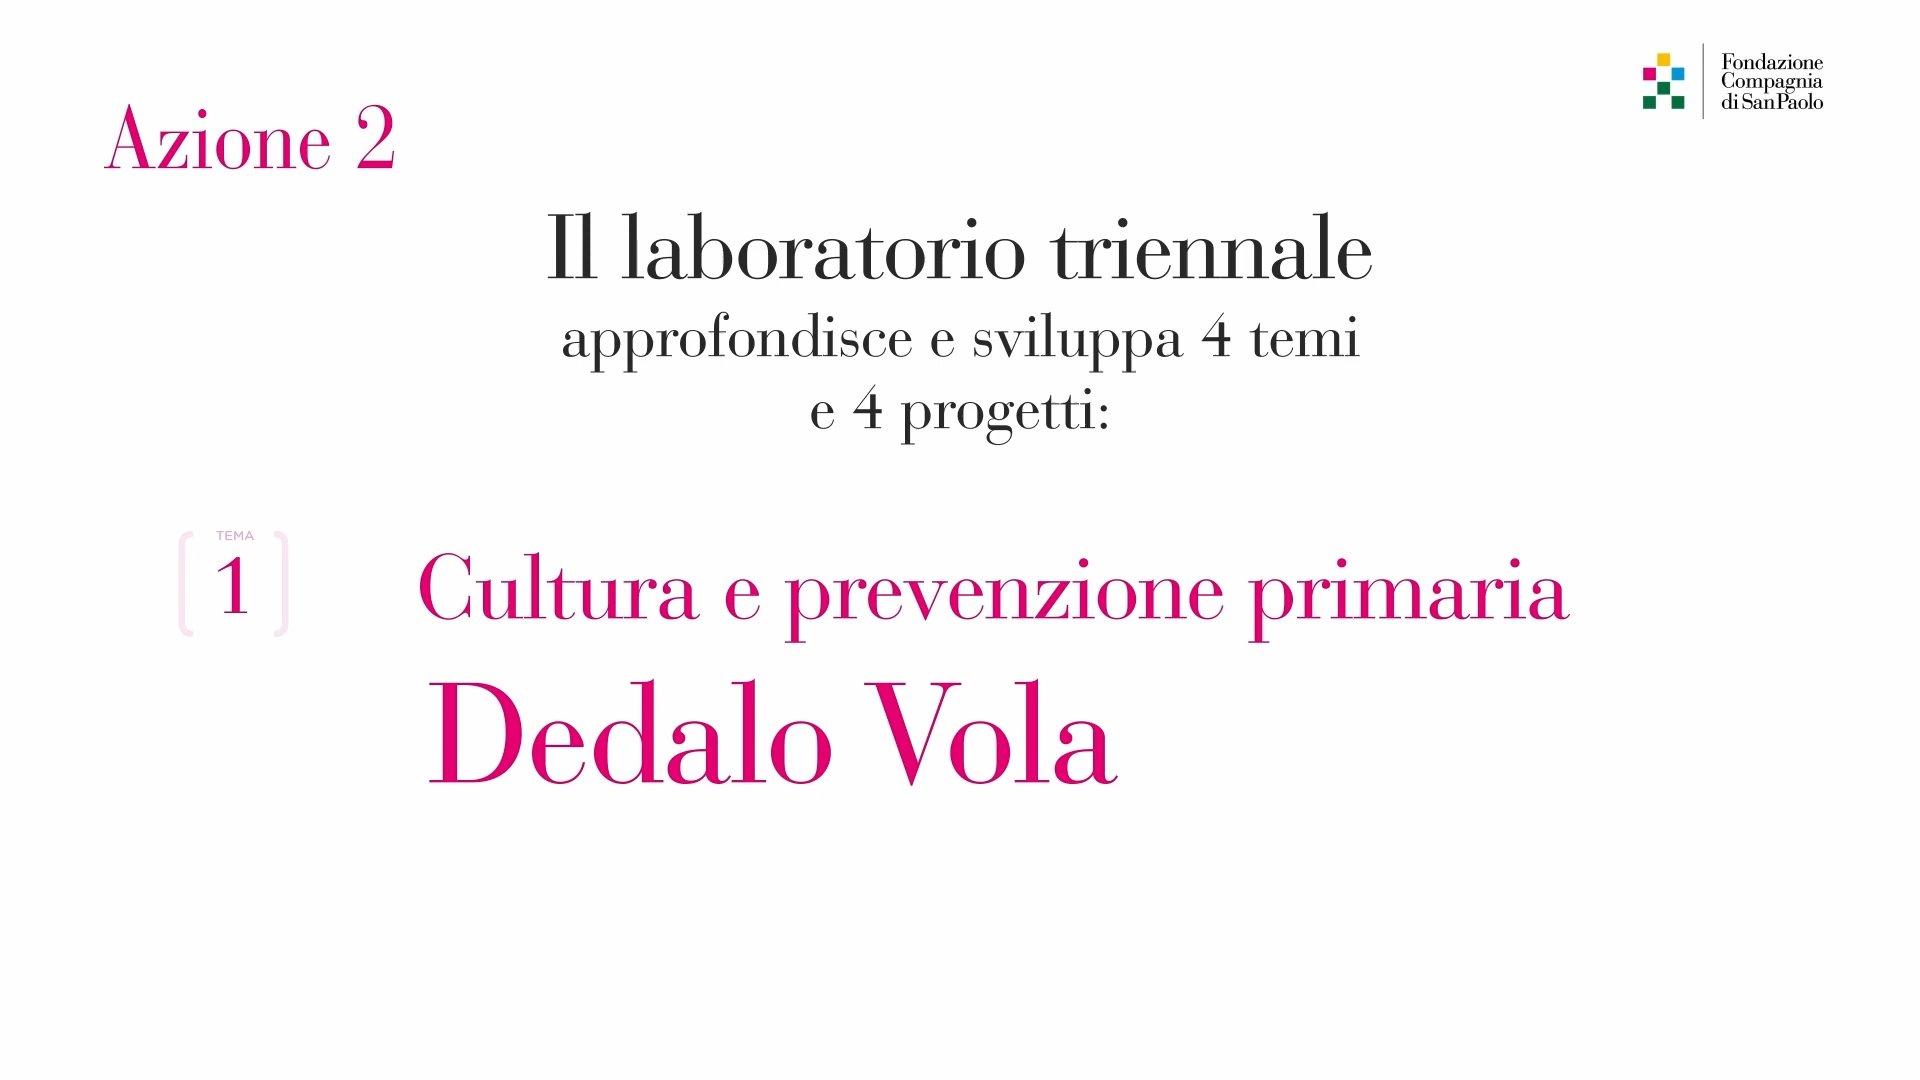 Fondazione
Compagnia
di San Paolo
Azione 2
Il laboratorio triennale
approfondisce e sviluppa 4 temi
e 4 progetti:
TEMA
1
Cultura e prevenzione primaria
Dedalo Vola